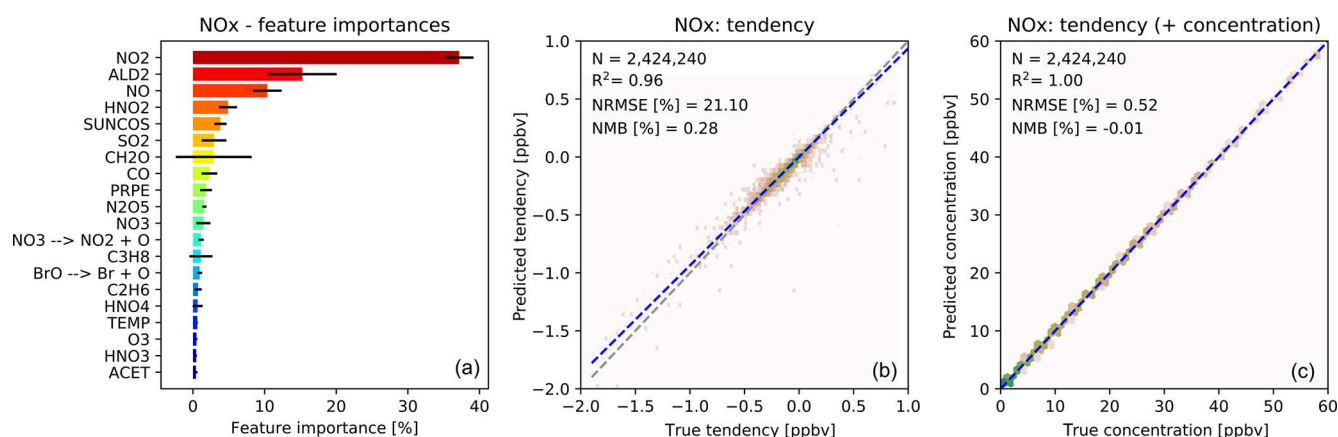 NOx - feature importances
NO2
ALD2
NO
HNO2
SUNCOS
SO2
CH2O
CO
PRPE
N2O5
NO3
NO3 --> NO2 + O
C3H8
BrO --> Br + O
C2H6
HNO4
TEMP
O3
HNO3
ACET
(a)
0 10 20 30 40
Feature importance [%]
NOx: tendency
N = 2,424,240
R²= 0.96
NRMSE [%] = 21.10
NMB [%] = 0.28
1.0
0.5
0.0
−0.5
−1.0
−1.5
−2.0
Predicted tendency [ppbv]
(b)
−2.0 −1.5 −1.0 −0.5 0.0 0.5 1.0
True tendency [ppbv]
NOx: tendency (+ concentration)
N = 2,424,240
R²= 1.00
NRMSE [%] = 0.52
NMB [%] = -0.01
60
50
40
30
20
10
0
Predicted concentration [ppbv]
(c)
0 10 20 30 40 50 60
True concentration [ppbv]